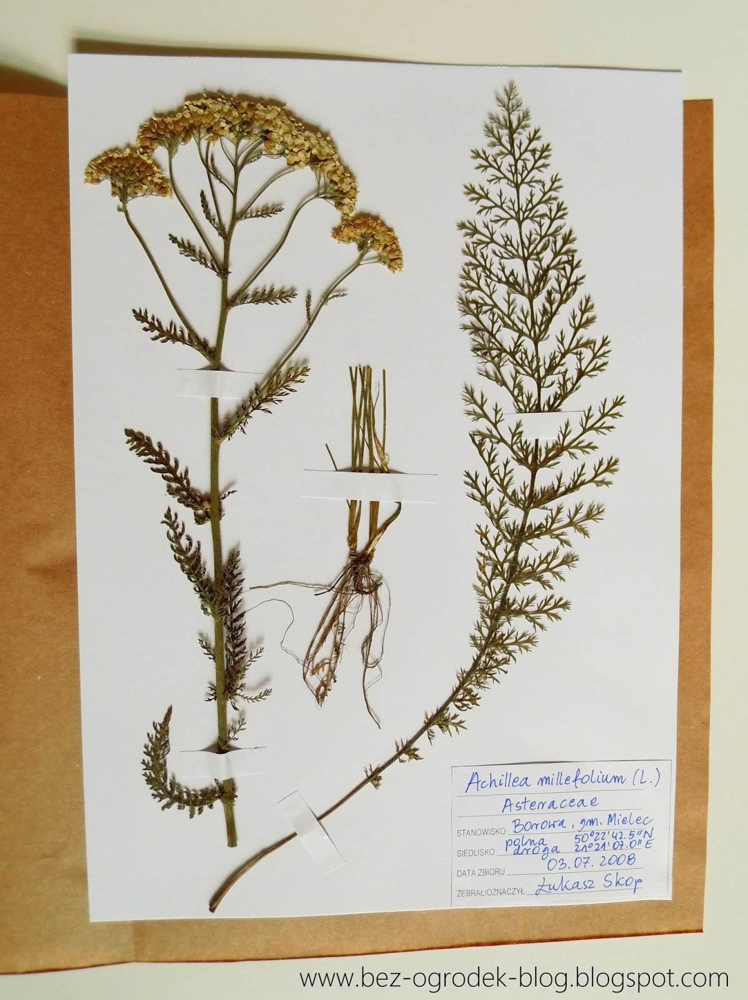 Achillea millefolium (L.)
Asteraceae
STANOWISKO Borowa, gm. Mielec
SIEDLISKO polna droga 50°22'42.5"N 21°21'07.0"E
DATA ZBIORU 03.07.2008
ZEBRAŁ/OZNACZYŁ Łukasz Skop
www.bez-ogrodek-blog.blogspot.com